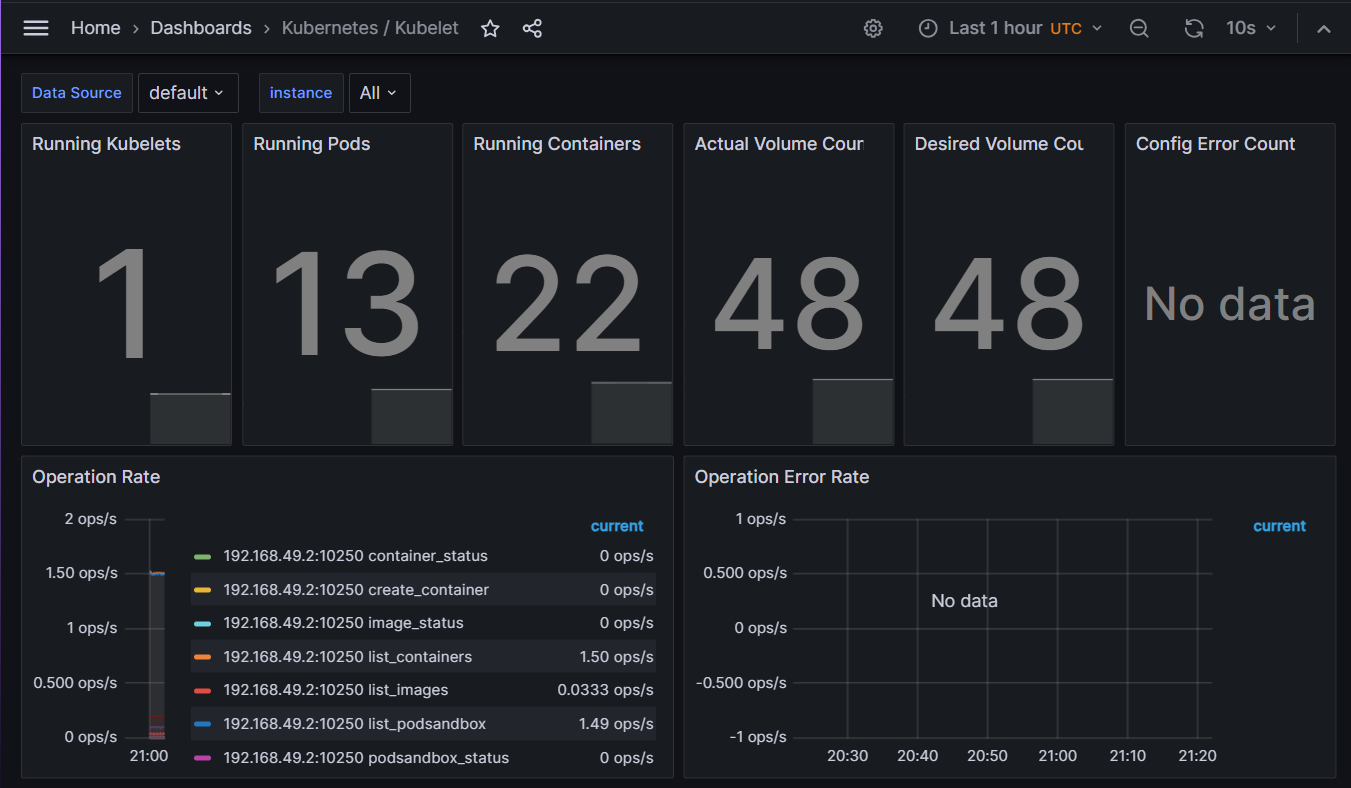 Home › Dashboards › Kubernetes / Kubelet
Last 1 hour UTC
10s
Data Source default
instance All
Running Kubelets
1
Running Pods
13
Running Containers
22
Actual Volume Cour
48
Desired Volume Cou
48
Config Error Count
No data
Operation Rate
2 ops/s
1.50 ops/s
1 ops/s
0.500 ops/s
0 ops/s
21:00
current
192.168.49.2:10250 container_status 0 ops/s
192.168.49.2:10250 create_container 0 ops/s
192.168.49.2:10250 image_status 0 ops/s
192.168.49.2:10250 list_containers 1.50 ops/s
192.168.49.2:10250 list_images 0.0333 ops/s
192.168.49.2:10250 list_podsandbox 1.49 ops/s
192.168.49.2:10250 podsandbox_status 0 ops/s
Operation Error Rate
1 ops/s
0.500 ops/s
0 ops/s
-0.500 ops/s
-1 ops/s
No data
20:30 20:40 20:50 21:00 21:10 21:20
current